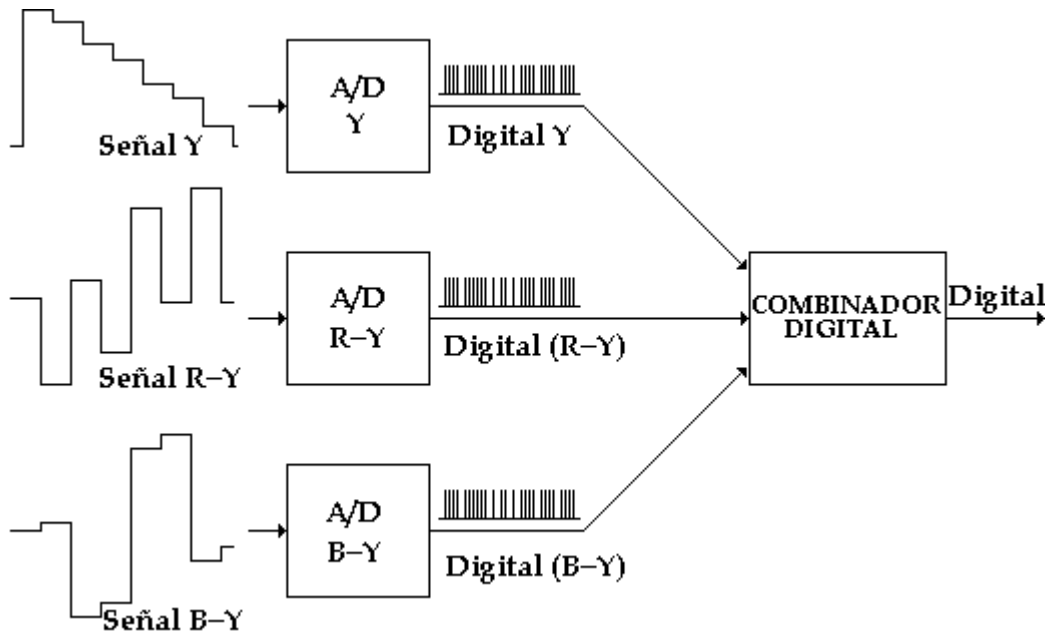 A/D
Y
Señal Y
Digital Y
A/D
R–Y
Señal R–Y
Digital (R–Y)
COMBINADOR
DIGITAL
Digital
A/D
B–Y
Señal B–Y
Digital (B–Y)